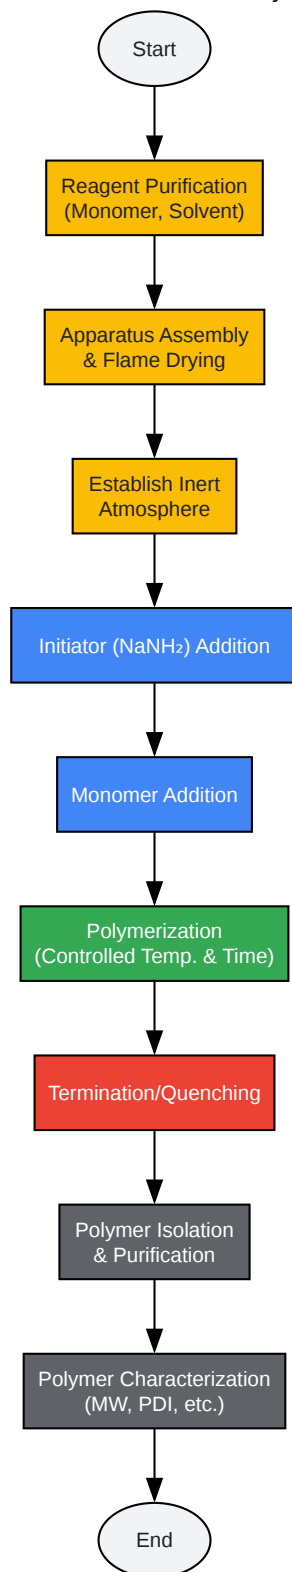 Start
Reagent Purification
(Monomer, Solvent)
Apparatus Assembly
& Flame Drying
Establish Inert
Atmosphere
Initiator (NaNH₂) Addition
Monomer Addition
Polymerization
(Controlled Temp. & Time)
Termination/Quenching
Polymer Isolation
& Purification
Polymer Characterization
(MW, PDI, etc.)
End